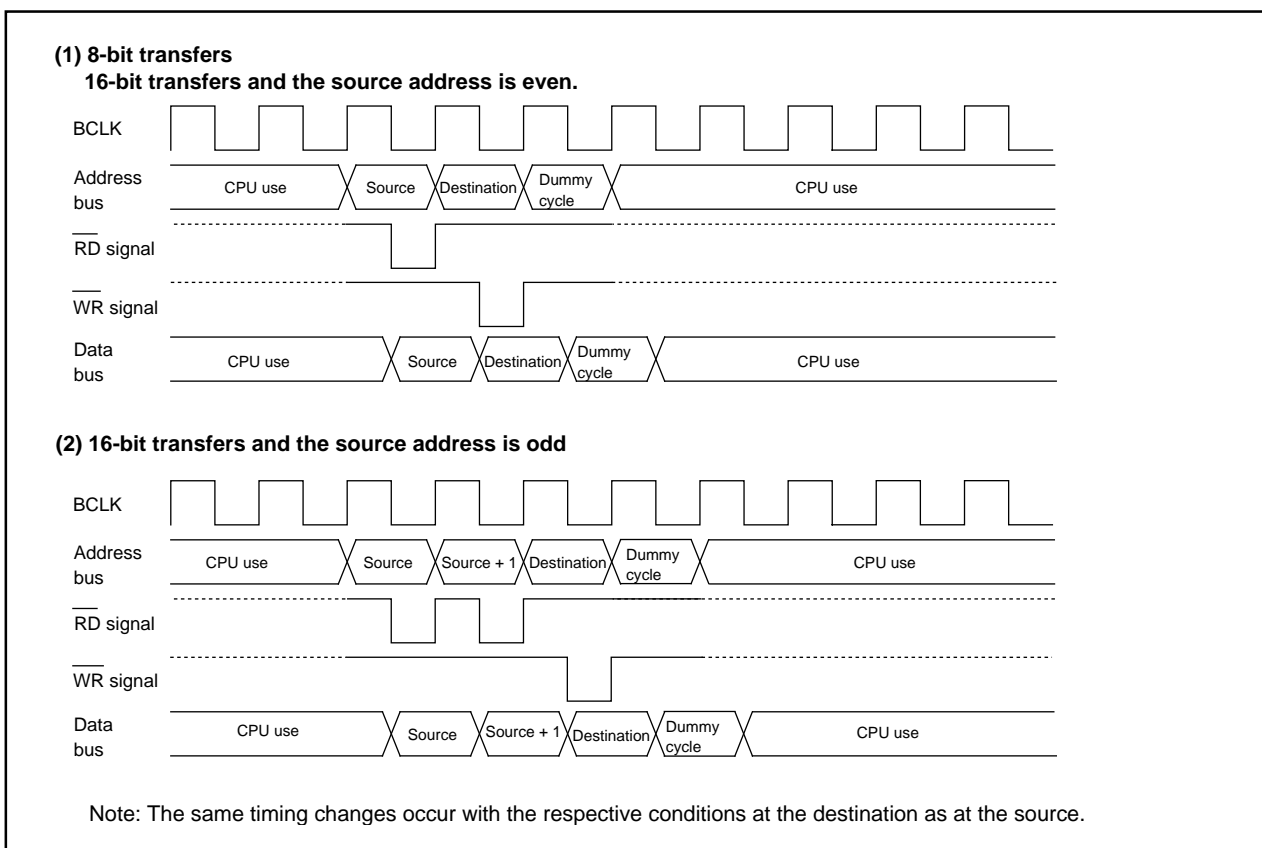 (1) 8-bit transfers
16-bit transfers and the source address is even.
BCLK
Address
bus
CPU use
Source
Destination
Dummy
cycle
CPU use
RD signal
WR signal
Data
bus
CPU use
Source
Destination
Dummy
cycle
CPU use
(2) 16-bit transfers and the source address is odd
BCLK
Address
bus
CPU use
Source
Source + 1
Destination
Dummy
cycle
CPU use
RD signal
WR signal
Data
bus
CPU use
Source
Source + 1
Destination
Dummy
cycle
CPU use
Note: The same timing changes occur with the respective conditions at the destination as at the source.